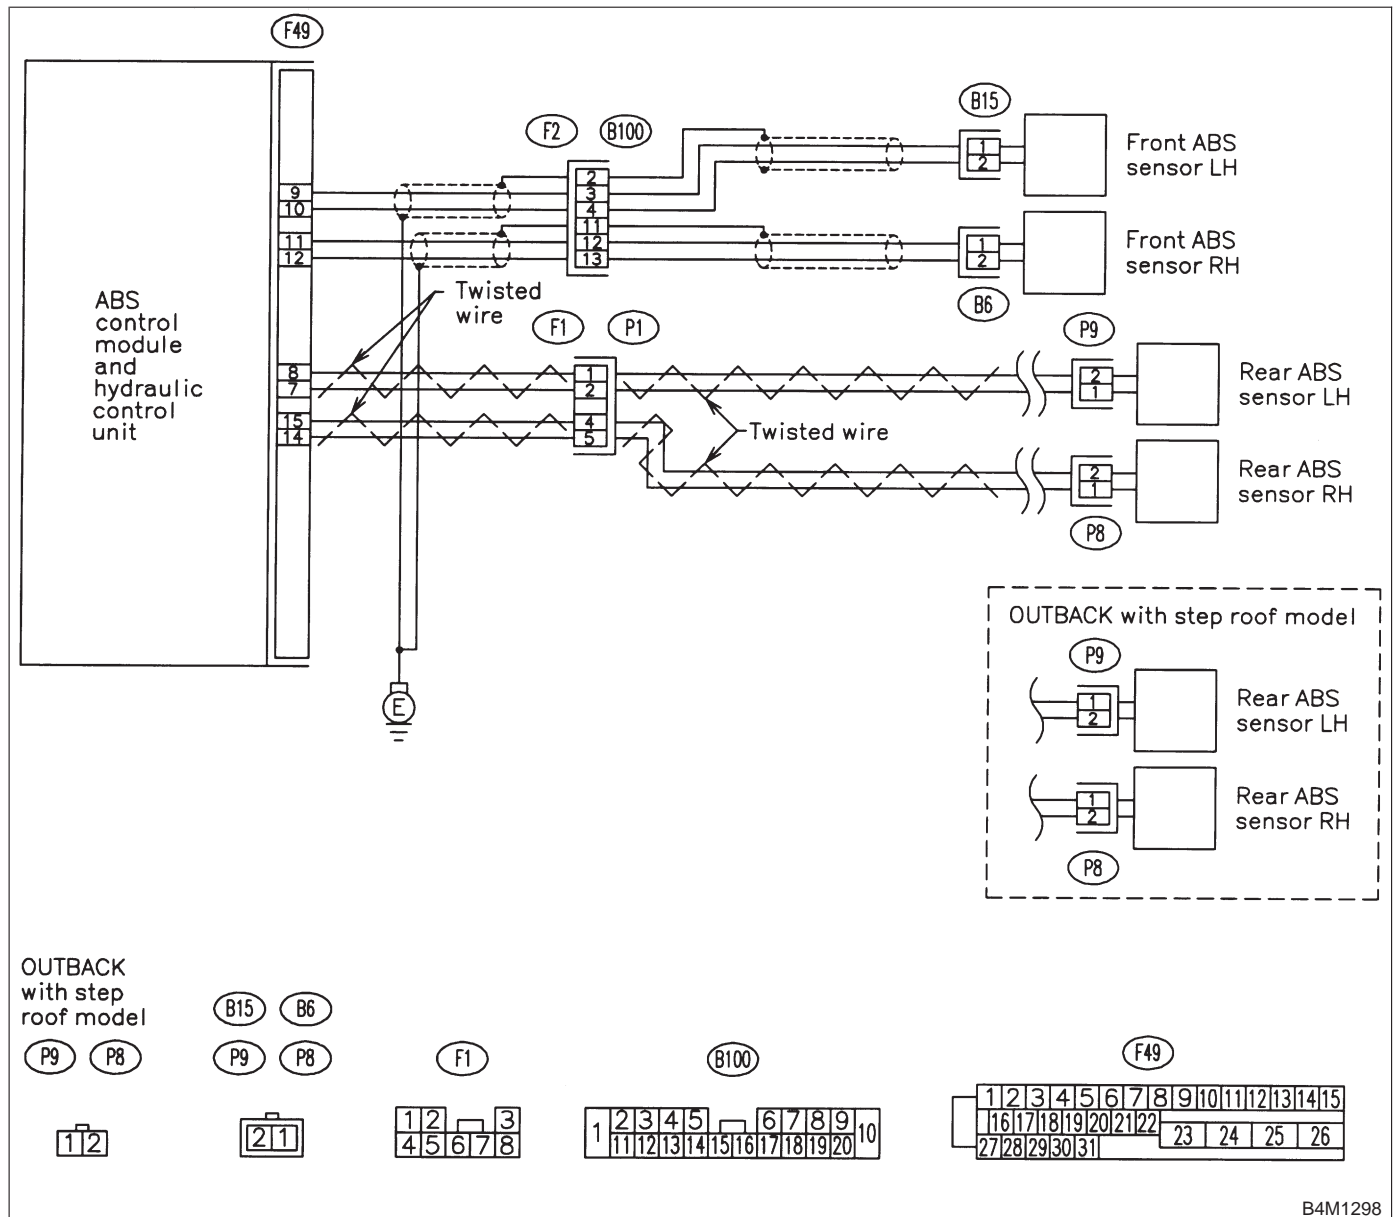 F49
B15
F2 B100
1
2
Front ABS
sensor LH
2
3
4
11
12
13
9
10
11
12
1
2
Front ABS
sensor RH
B6
ABS
control
module
and
hydraulic
control
unit
Twisted
wire
F1 P1
P9
8
7
15
14
1
2
4
5
2
1
Rear ABS
sensor LH
Twisted wire
2
1
Rear ABS
sensor RH
P8
E
OUTBACK with step roof model
P9
1
2
Rear ABS
sensor LH
1
2
Rear ABS
sensor RH
P8
OUTBACK
with step
roof model
P9 P8
1 2
B15 B6
P9 P8
2 1
F1
1 2 3
4 5 6 7 8
B100
1 2 3 4 5 6 7 8 9 10
11 12 13 14 15 16 17 18 19 20
F49
1 2 3 4 5 6 7 8 9 10 11 12 13 14 15
16 17 18 19 20 21 22 23 24 25 26
27 28 29 30 31
B4M1298